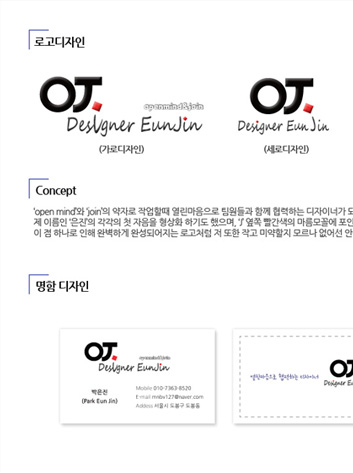 로고디자인
OJ.
openmind&join
Designer EunJin
(가로디자인)
OJ.
Designer EunJin
(세로디자인)
Concept
'open mind'와 'join'의 약자로 작업할때 열린마음으로 팀원들과 함께 협력하는 디자이너가 되
제 이름인 '은진'의 각각의 첫 자음을 형상화 하기도 했으며, 'J' 옆쪽 빨간색의 마름모꼴에 포인
이 점 하나로 인해 완벽하게 완성되어지는 로고처럼 저 또한 작고 미약할지 모르나 없어선 안
명함 디자인
OJ.
openmind&join
Designer EunJin
박은진
(Park Eun Jin)
Mobile 010-7363-8520
E-mail mnbv127@naver.com
Address 서울시 도봉구 도봉동
열린마음으로 협력하는 디자이너
OJ
Designer Eu